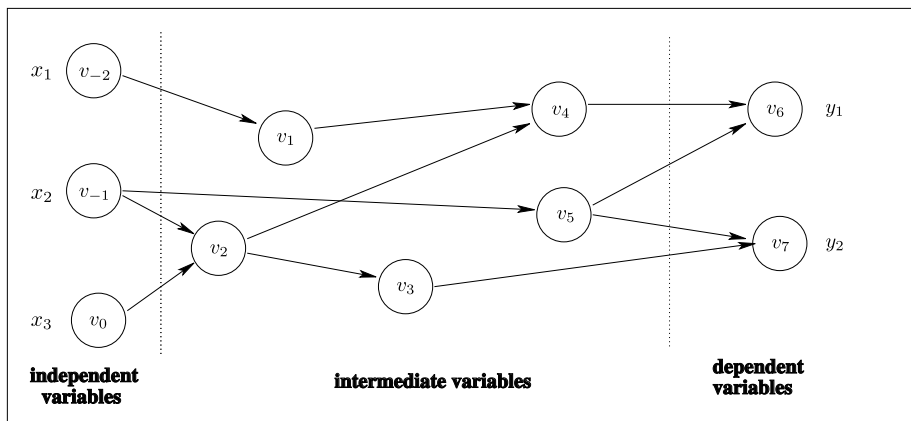 x₁ v₋₂
v₁
v₄
v₆ y₁
x₂ v₋₁
v₅
v₂
v₇ y₂
v₃
x₃ v₀
independent
variables
intermediate variables
dependent
variables